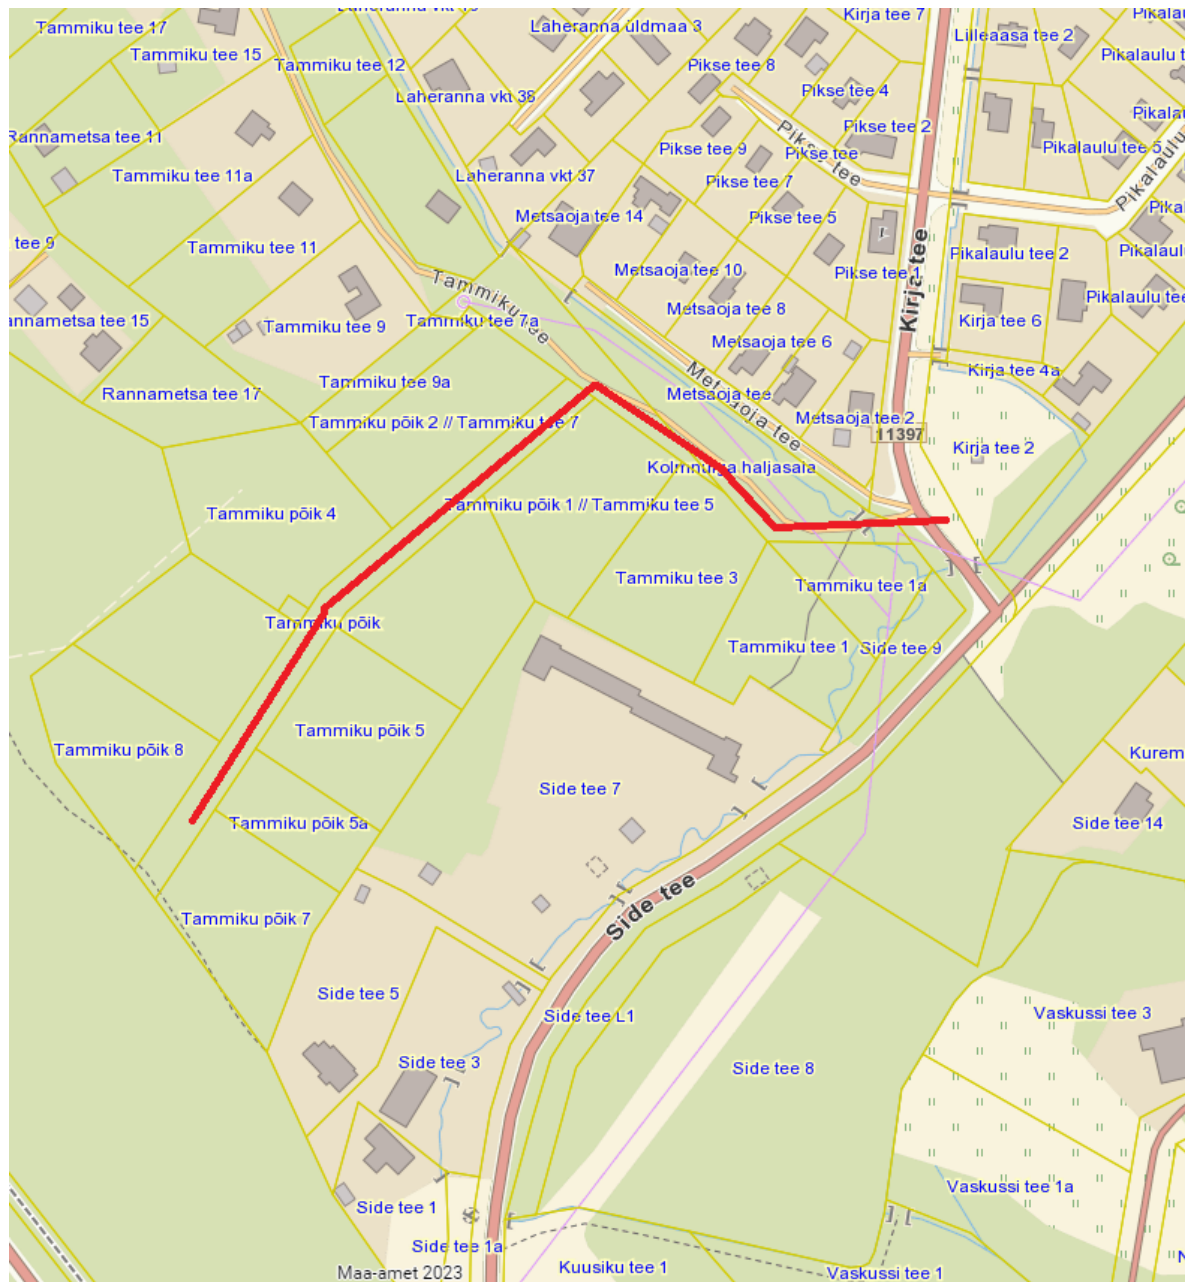 Tammiku tee 17
Laheranna üldmaa 3
Kirja tee 7
Tammiku tee 15
Tammiku tee 12
Pikse tee 8
Lilleaasa tee 2
Laheranna vkt 38
Pikse tee 4
Rannametsa tee 11
Pikse tee 2
Pikse tee 9
Pikse tee
Pikse tee
Pikalaulu tee 5
Tammiku tee 11a
Laheranna vkt 37
Pikse tee 7
Pikalaulu
Metsaoja tee 14
Pikse tee 5
tee 9
Tammiku tee 11
Pikalaulu tee 2
Metsaoja tee 10
Pikse tee 1
Kirja tee
Tammiku tee
Metsaoja tee 8
Kirja tee 6
Pikalaulu tee
annametsa tee 15
Tammiku tee 9
Tammiku tee 7a
Metsaoja tee 6
Tammiku tee 9a
Kirja tee 4a
Rannametsa tee 17
Metsaoja tee
Metsaoja tee
Tammiku põik 2 // Tammiku tee 7
Metsaoja tee 2
11397
Kirja tee 2
Kolmnurga haljasala
Tammiku põik 4
Tammiku põik 1 // Tammiku tee 5
Tammiku tee 3
Tammiku tee 1a
Tammiku põik
Tammiku tee 1
Side tee 9
Tammiku põik 8
Tammiku põik 5
Kurem
Side tee 7
Tammiku põik 5a
Side tee 14
Side tee
Tammiku põik 7
Side tee 5
Side tee L1
Vaskussi tee 3
Side tee 3
Side tee 8
Vaskussi tee 1a
Side tee 1
Side tee 1a
Kuusiku tee 1
Vaskussi tee 1
Maa-amet 2023